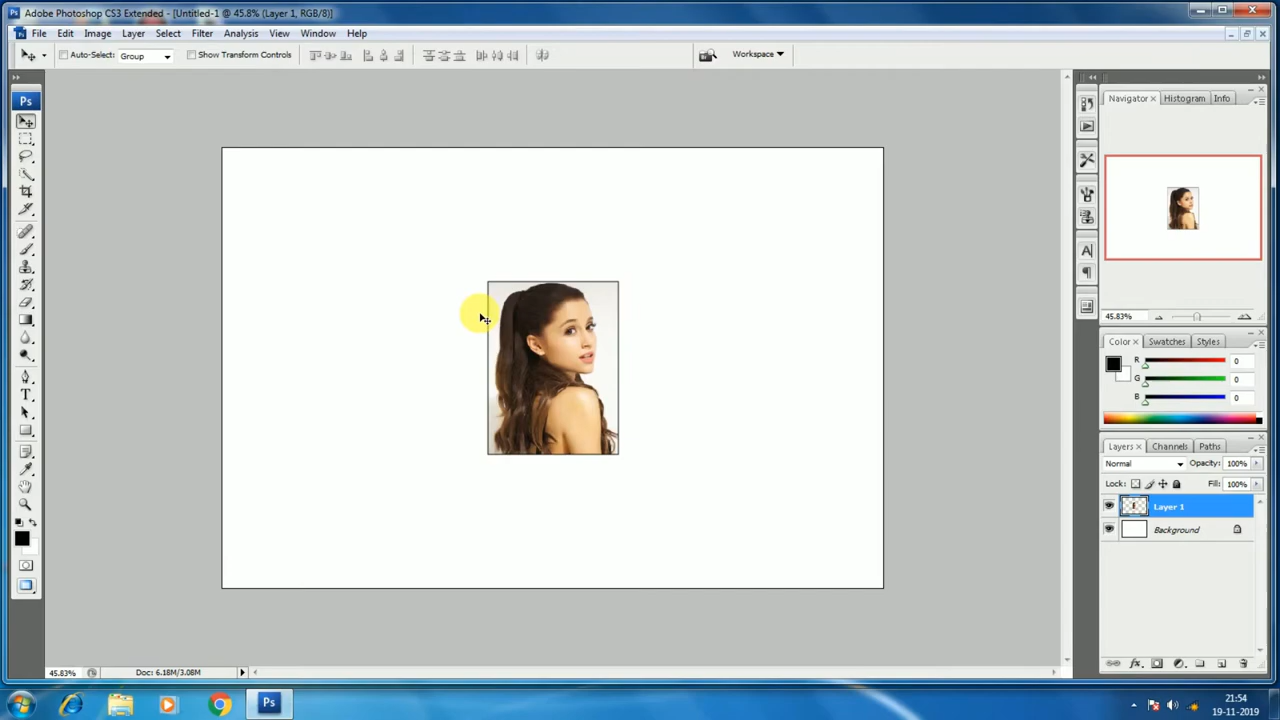 Adobe Photoshop CS3 Extended - [Untitled-1 @ 45.8% (Layer 1, RGB/8)]
File Edit Image Layer Select Filter Analysis View Window Help
Auto-Select: Group Show Transform Controls Workspace
Ps
Navigator Histogram Info
45.83%
Color Swatches Styles
R 0
G 0
B 0
Layers Channels Paths
Normal Opacity: 100%
Lock: Fill: 100%
Layer 1
Background
45.83% Doc: 6.18M/3.08M
Ps
21:54
19-11-2019